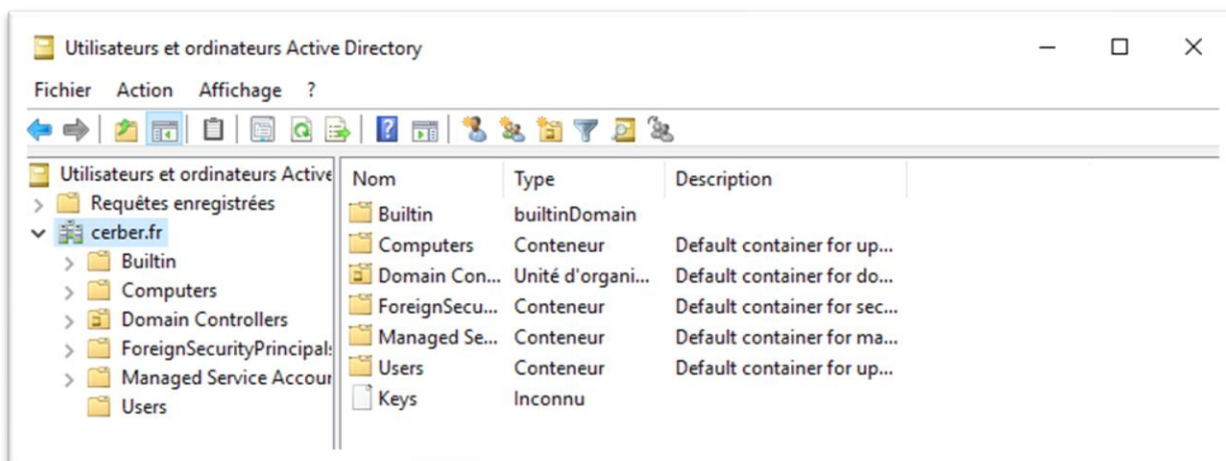 Utilisateurs et ordinateurs Active Directory
Fichier Action Affichage ?
Utilisateurs et ordinateurs Active
Requêtes enregistrées
cerber.fr
Builtin
Computers
Domain Controllers
ForeignSecurityPrincipals
Managed Service Accour
Users
Nom Type Description
Builtin builtinDomain
Computers Conteneur Default container for up...
Domain Con... Unité d'organi... Default container for do...
ForeignSecu... Conteneur Default container for sec...
Managed Se... Conteneur Default container for ma...
Users Conteneur Default container for up...
Keys Inconnu